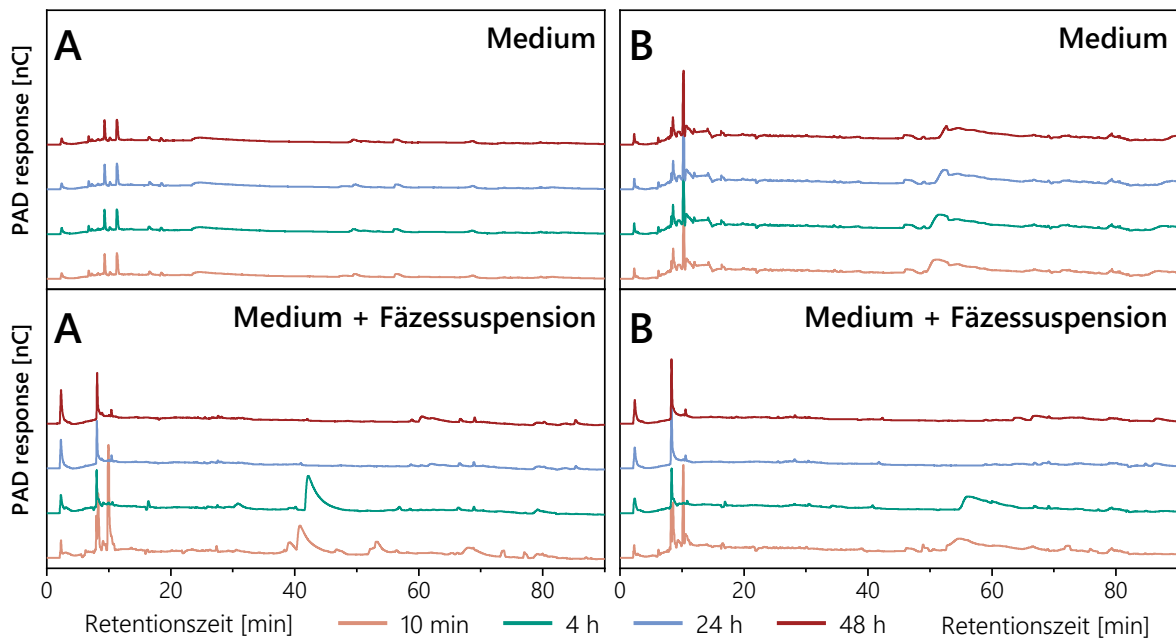 A Medium
B Medium
PAD response [nC]
A Medium + Fäzessuspension
B Medium + Fäzessuspension
PAD response [nC]
0 20 40 60 80 0 20 40 60 80
Retentionszeit [min] 10 min 4 h 24 h 48 h Retentionszeit [min]